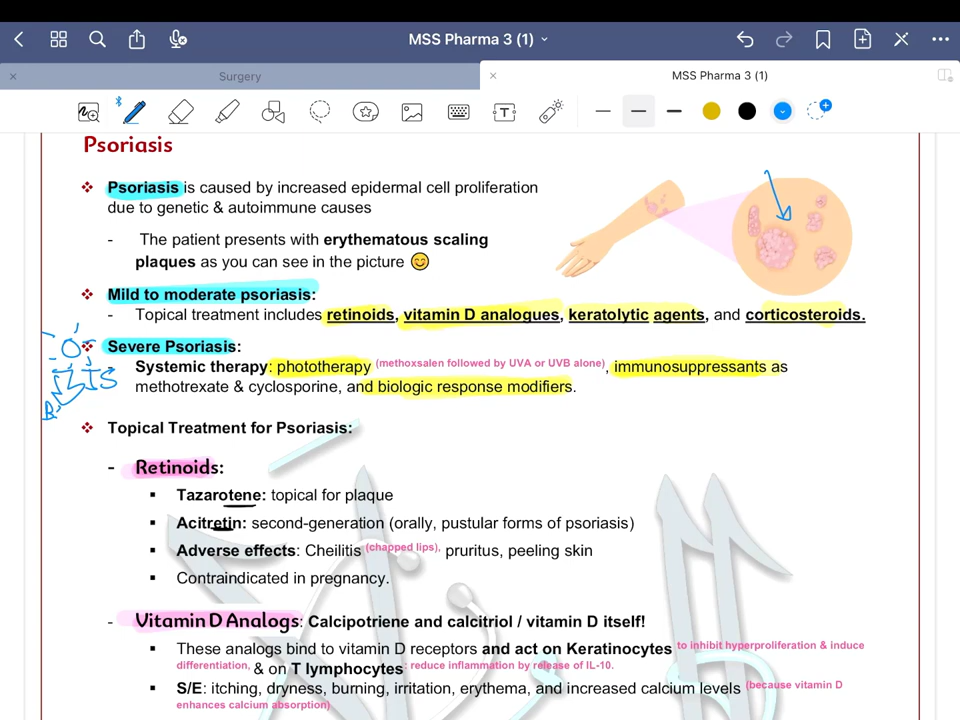 MSS Pharma 3 (1)
Surgery
MSS Pharma 3 (1)
Psoriasis
❖ Psoriasis is caused by increased epidermal cell proliferation
due to genetic & autoimmune causes
- The patient presents with erythematous scaling
plaques as you can see in the picture 😊
❖ Mild to moderate psoriasis:
- Topical treatment includes retinoids, vitamin D analogues, keratolytic agents, and corticosteroids.
❖ Severe Psoriasis:
Systemic therapy: phototherapy (methoxsalen followed by UVA or UVB alone), immunosuppressants as
methotrexate & cyclosporine, and biologic response modifiers.
❖ Topical Treatment for Psoriasis:
- Retinoids:
▪ Tazarotene: topical for plaque
▪ Acitretin: second-generation (orally, pustular forms of psoriasis)
▪ Adverse effects: Cheilitis (chapped lips), pruritus, peeling skin
▪ Contraindicated in pregnancy.
- Vitamin D Analogs: Calcipotriene and calcitriol / vitamin D itself!
▪ These analogs bind to vitamin D receptors and act on Keratinocytes to inhibit hyperproliferation & induce
differentiation, & on T lymphocytes: reduce inflammation by release of IL-10.
▪ S/E: itching, dryness, burning, irritation, erythema, and increased calcium levels (because vitamin D
enhances calcium absorption)